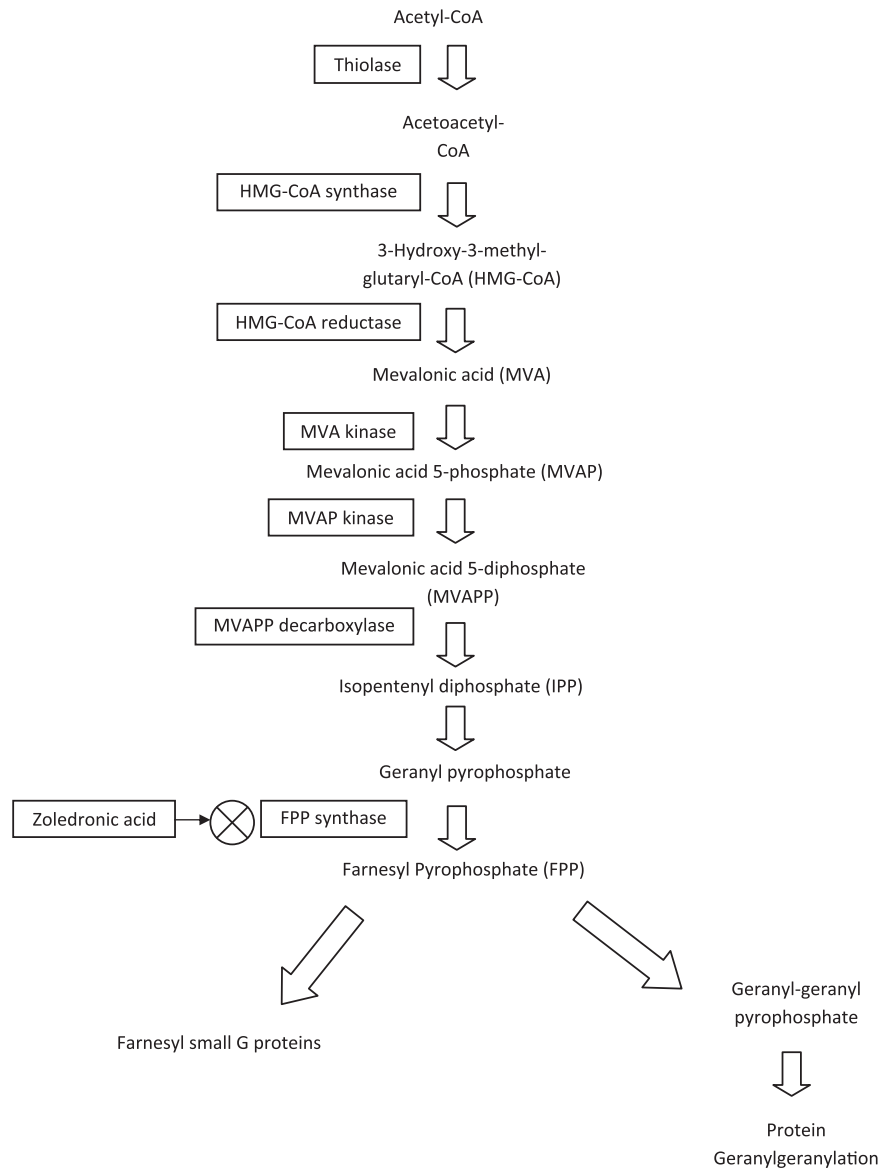 Acetyl-CoA
Thiolase
Acetoacetyl-
CoA
HMG-CoA synthase
3-Hydroxy-3-methyl-
glutaryl-CoA (HMG-CoA)
HMG-CoA reductase
Mevalonic acid (MVA)
MVA kinase
Mevalonic acid 5-phosphate (MVAP)
MVAP kinase
Mevalonic acid 5-diphosphate
(MVAPP)
MVAPP decarboxylase
Isopentenyl diphosphate (IPP)
Geranyl pyrophosphate
Zoledronic acid
FPP synthase
Farnesyl Pyrophosphate (FPP)
Geranyl-geranyl
pyrophosphate
Farnesyl small G proteins
Protein
Geranylgeranylation